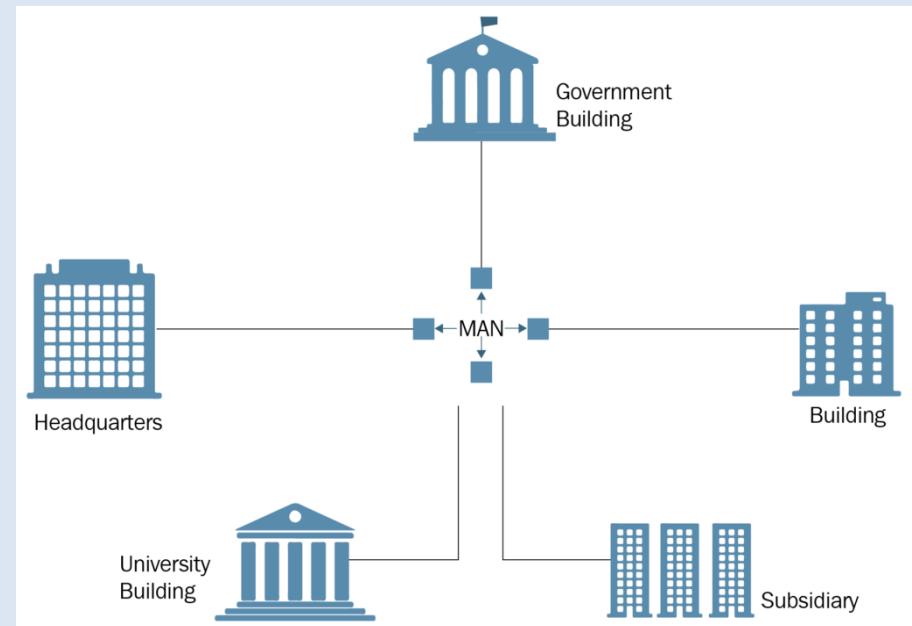 Government
Building
MAN
Headquarters
Building
University
Building
Subsidiary